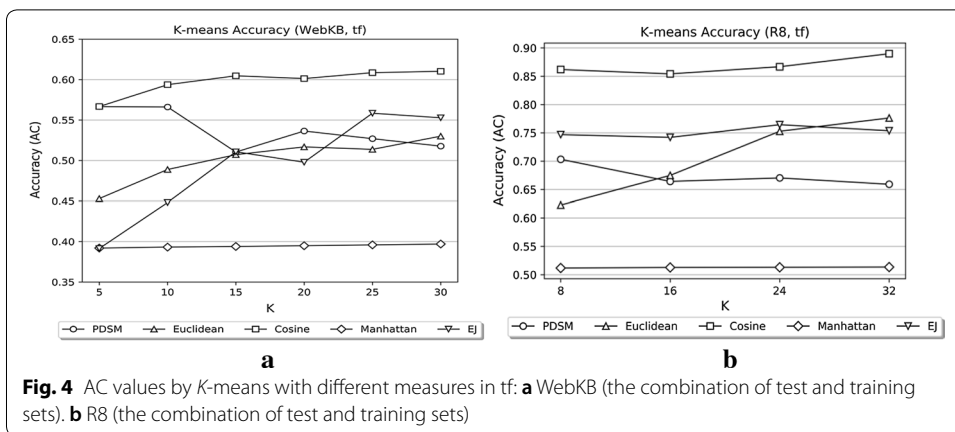 K-means Accuracy (WebKB, tf)
Accuracy (AC)
0.65
0.60
0.55
0.50
0.45
0.40
0.35
5 10 15 20 25 30
K
PDSM Euclidean Cosine Manhattan EJ
a
K-means Accuracy (R8, tf)
Accuracy (AC)
0.90
0.85
0.80
0.75
0.70
0.65
0.60
0.55
0.50
8 16 24 32
K
PDSM Euclidean Cosine Manhattan EJ
b
Fig. 4 AC values by K-means with different measures in tf: a WebKB (the combination of test and training
sets). b R8 (the combination of test and training sets)